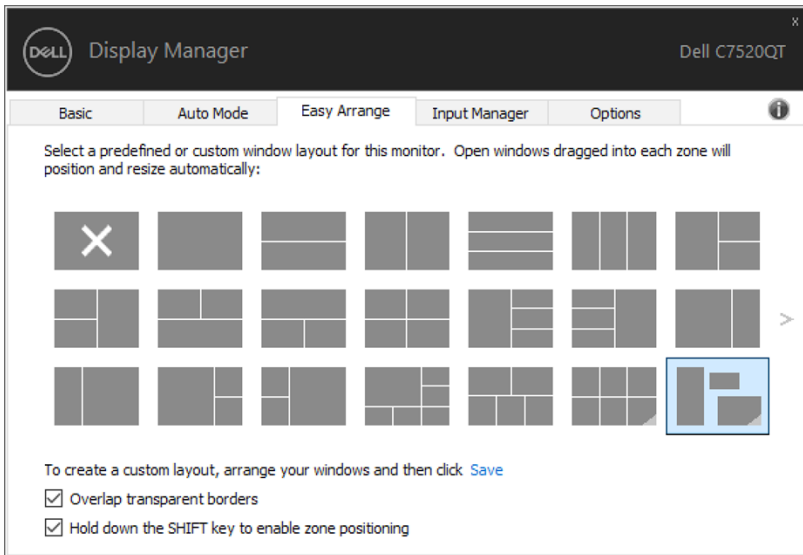 x
DELL Display Manager Dell C7520QT
Basic Auto Mode Easy Arrange Input Manager Options
Select a predefined or custom window layout for this monitor. Open windows dragged into each zone will
position and resize automatically:
>
To create a custom layout, arrange your windows and then click Save
Overlap transparent borders
Hold down the SHIFT key to enable zone positioning